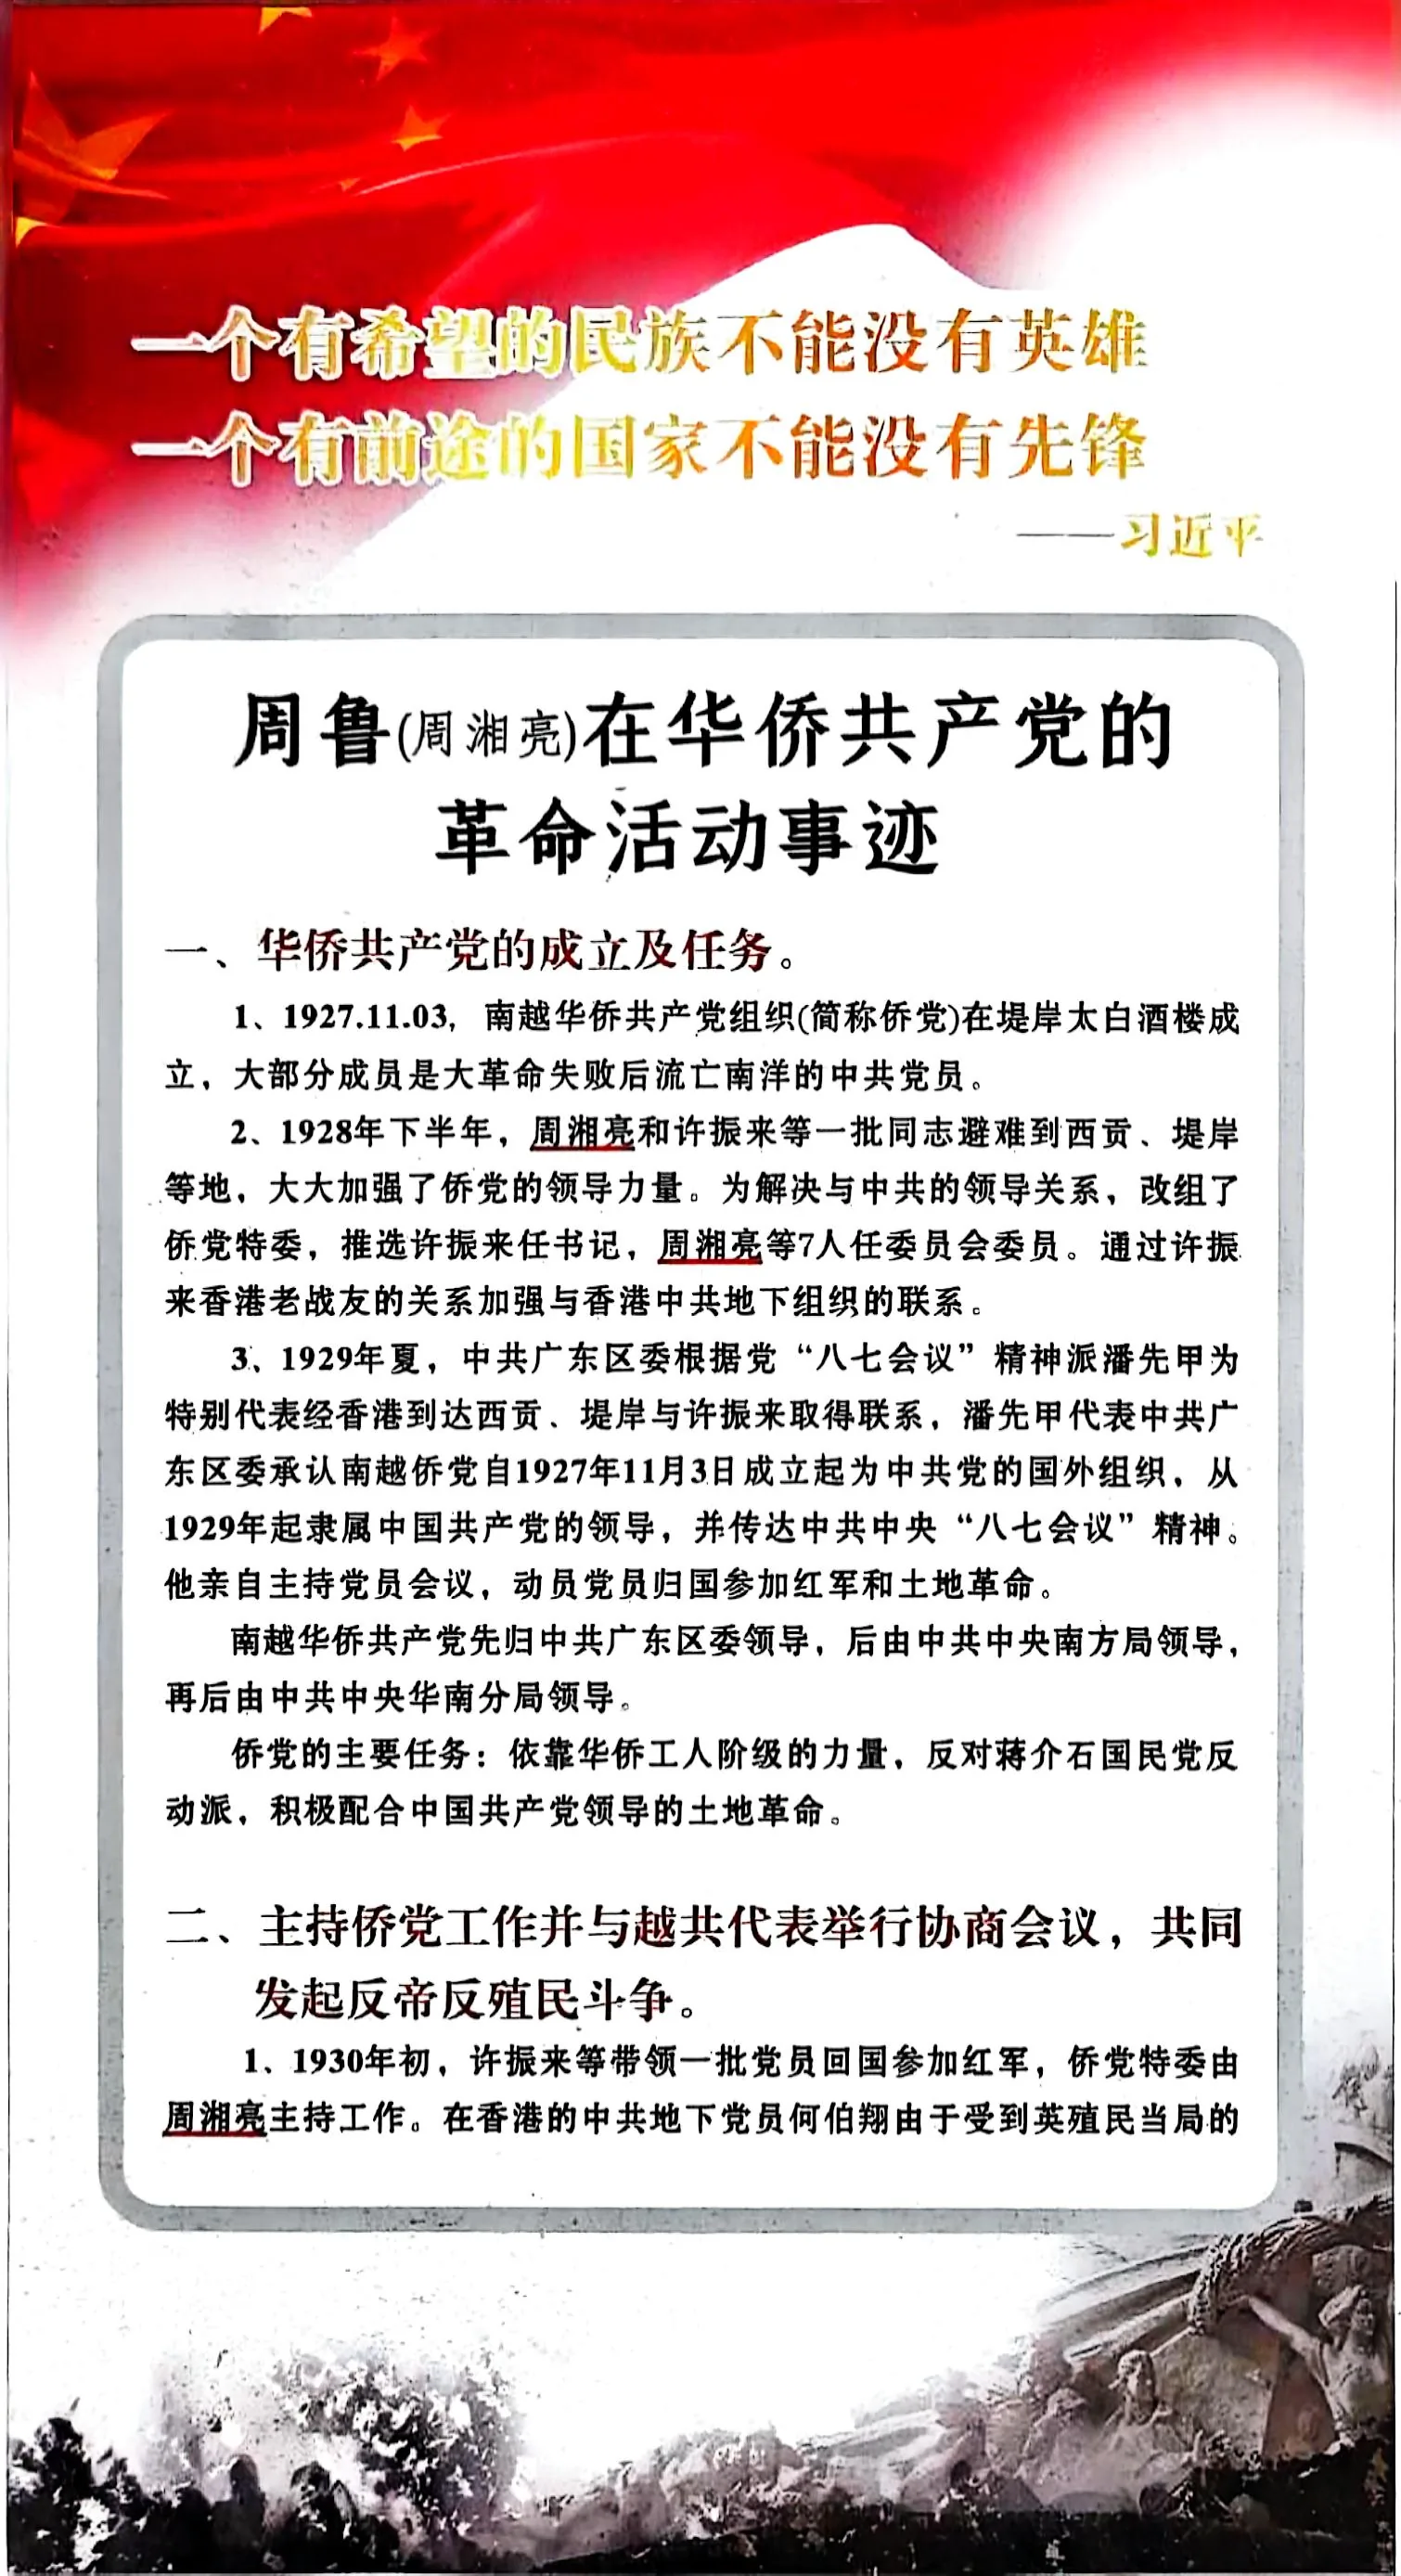 一个有希望的民族不能没有英雄
一个有前途的国家不能没有先锋
——习近平
周鲁(周湘亮)在华侨共产党的
革命活动事迹
一、华侨共产党的成立及任务。
1、1927.11.03，南越华侨共产党组织(简称侨党)在堤岸太白酒楼成
立，大部分成员是大革命失败后流亡南洋的中共党员。
2、1928年下半年，周湘亮和许振来等一批同志避难到西贡、堤岸
等地，大大加强了侨党的领导力量。为解决与中共的领导关系，改组了
侨党特委，推选许振来任书记，周湘亮等7人任委员会委员。通过许振
来香港老战友的关系加强与香港中共地下组织的联系。
3、1929年夏，中共广东区委根据党“八七会议”精神派潘先甲为
特别代表经香港到达西贡、堤岸与许振来取得联系，潘先甲代表中共广
东区委承认南越侨党自1927年11月3日成立起为中共党的国外组织，从
1929年起隶属中国共产党的领导，并传达中共中央“八七会议”精神。
他亲自主持党员会议，动员党员归国参加红军和土地革命。
南越华侨共产党先归中共广东区委领导，后由中共中央南方局领导，
再后由中共中央华南分局领导。
侨党的主要任务：依靠华侨工人阶级的力量，反对蒋介石国民党反
动派，积极配合中国共产党领导的土地革命。
二、主持侨党工作并与越共代表举行协商会议，共同
发起反帝反殖民斗争。
1、1930年初，许振来等带领一批党员回国参加红军，侨党特委由
周湘亮主持工作。在香港的中共地下党员何伯翔由于受到英殖民当局的